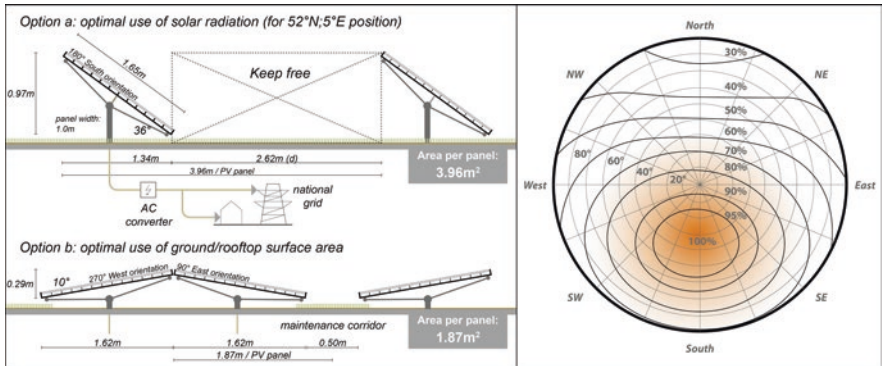 Option a: optimal use of solar radiation (for 52°N;5°E position)
180° South orientation
1.65m
Keep free
0.97m
panel width:
1.0m
36°
1.34m
2.62m (d)
3.96m / PV panel
Area per panel:
3.96m²
AC
converter
national
grid
Option b: optimal use of ground/rooftop surface area
0.29m
10°
270° West orientation
90° East orientation
maintenance corridor
Area per panel:
1.87m²
1.62m
1.62m
0.50m
1.87m / PV panel
North
NW
NE
30%
40%
50%
60%
70%
80%
90%
95%
100%
80°
60°
40°
20°
West
East
SW
SE
South